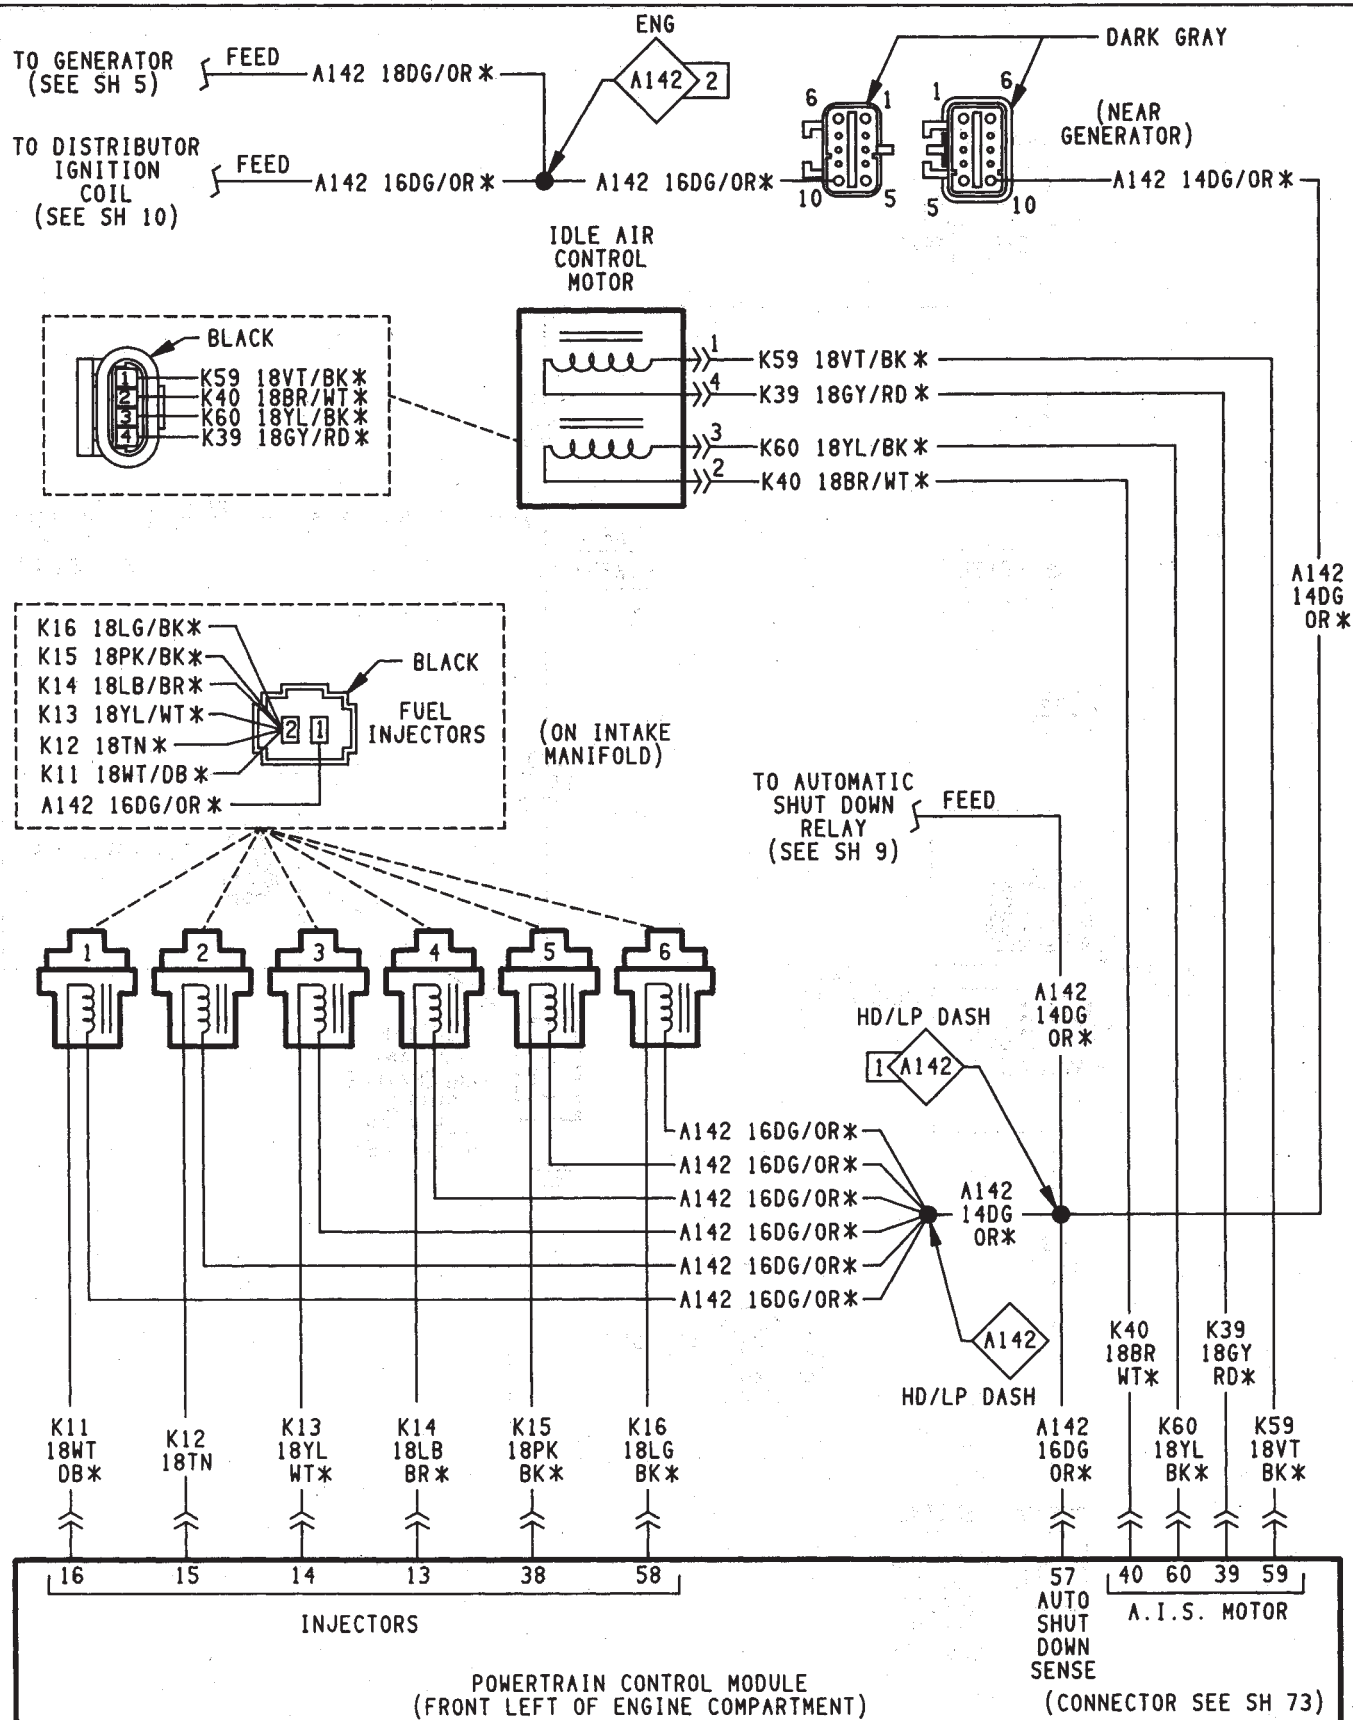 ENG
A142 2
DARK GRAY
TO GENERATOR
(SEE SH 5)
FEED
A142 18DG/OR*
6 1
10 5
1 6
5 10
(NEAR
GENERATOR)
TO DISTRIBUTOR
IGNITION
COIL
(SEE SH 10)
FEED
A142 16DG/OR*
A142 16DG/OR*
A142 14DG/OR*
IDLE AIR
CONTROL
MOTOR
BLACK
1
2
3
4
K59 18VT/BK*
K40 18BR/WT*
K60 18YL/BK*
K39 18GY/RD*
1 K59 18VT/BK*
4 K39 18GY/RD*
3 K60 18YL/BK*
2 K40 18BR/WT*
A142
14DG
OR*
K16 18LG/BK*
K15 18PK/BK*
K14 18LB/BR*
K13 18YL/WT*
K12 18TN*
K11 18WT/DB*
A142 16DG/OR*
BLACK
2 1
FUEL
INJECTORS
(ON INTAKE
MANIFOLD)
TO AUTOMATIC
SHUT DOWN
RELAY
(SEE SH 9)
FEED
1 2 3 4 5 6
A142
14DG
OR*
HD/LP DASH
1 A142
A142 16DG/OR*
A142 16DG/OR*
A142 16DG/OR*
A142 16DG/OR*
A142 16DG/OR*
A142 16DG/OR*
A142
14DG
OR*
A142
HD/LP DASH
K11
18WT
DB*
K12
18TN
K13
18YL
WT*
K14
18LB
BR*
K15
18PK
BK*
K16
18LG
BK*
A142
16DG
OR*
K40
18BR
WT*
K60
18YL
BK*
K39
18GY
RD*
K59
18VT
BK*
16 15 14 13 38 58
INJECTORS
57
AUTO
SHUT
DOWN
SENSE
40 60 39 59
A.I.S. MOTOR
POWERTRAIN CONTROL MODULE
(FRONT LEFT OF ENGINE COMPARTMENT)
(CONNECTOR SEE SH 73)